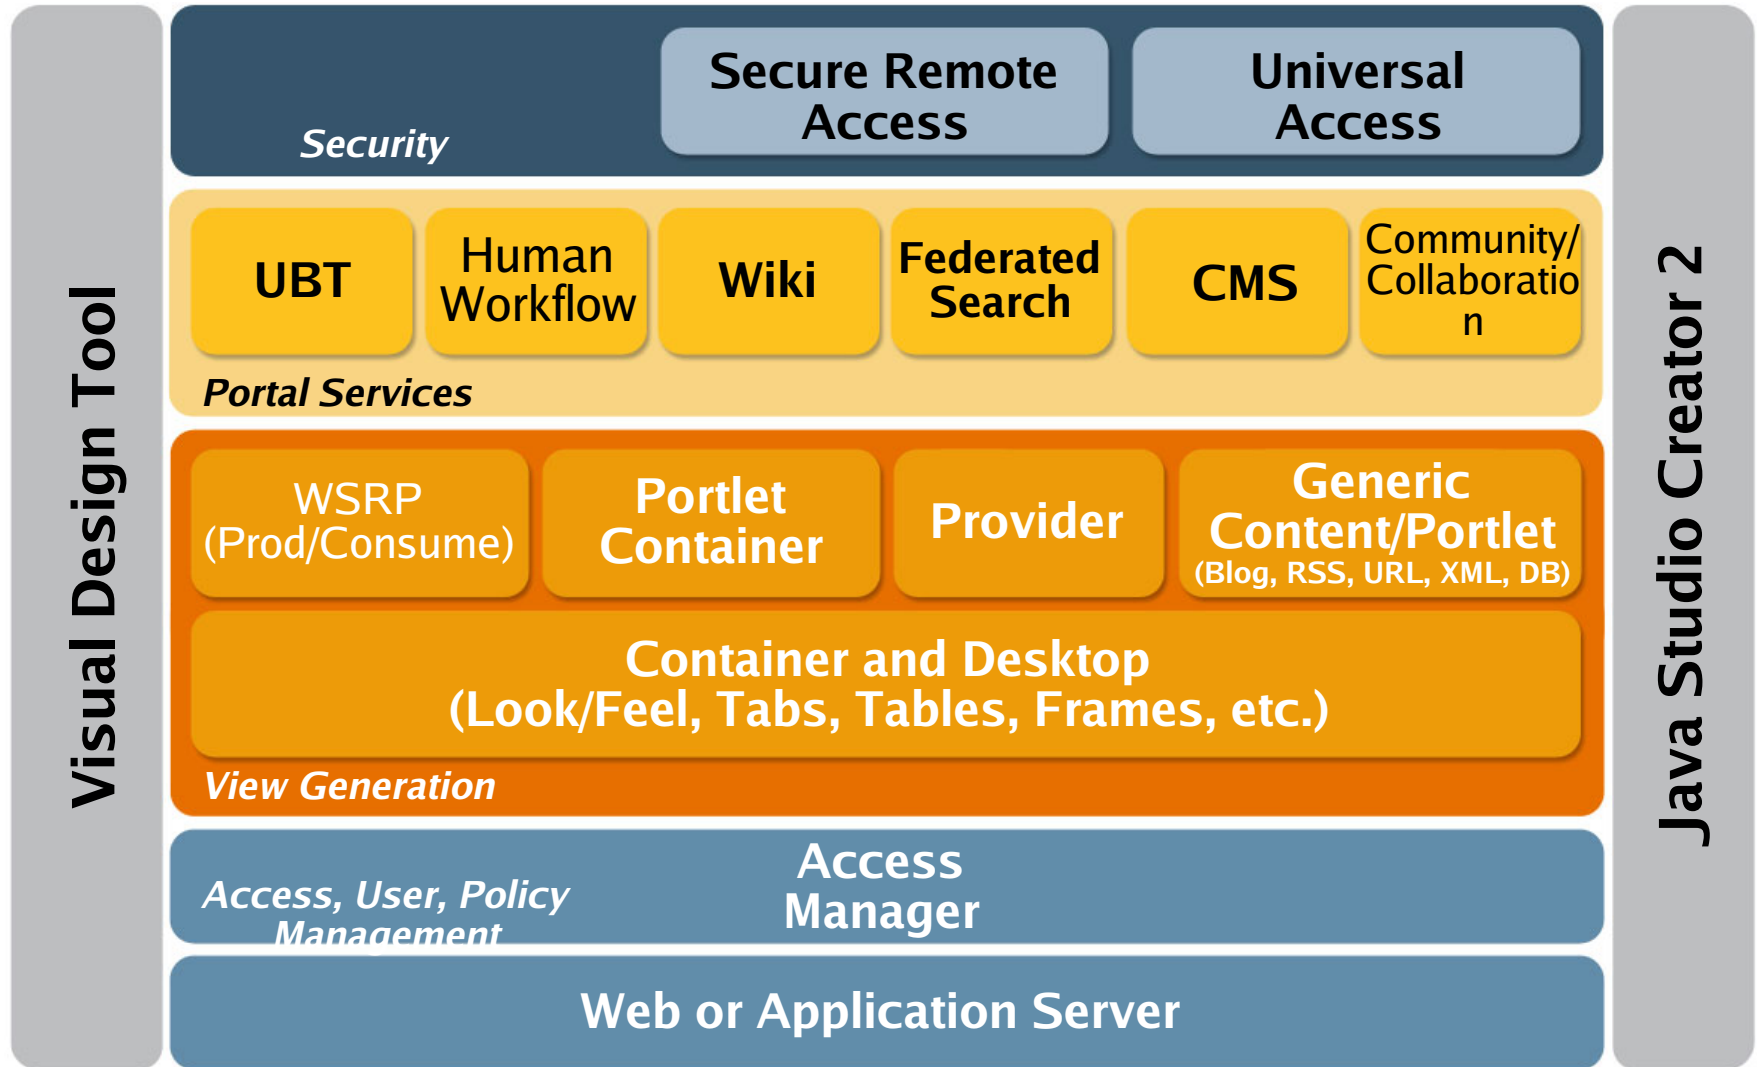 Visual Design Tool
Secure Remote
Access
Universal
Access
Security
UBT
Human
Workflow
Wiki
Federated
Search
CMS
Community/
Collaboratio
n
Portal Services
WSRP
(Prod/Consume)
Portlet
Container
Provider
Generic
Content/Portlet
(Blog, RSS, URL, XML, DB)
Container and Desktop
(Look/Feel, Tabs, Tables, Frames, etc.)
View Generation
Access, User, Policy
Management
Access
Manager
Web or Application Server
Java Studio Creator 2